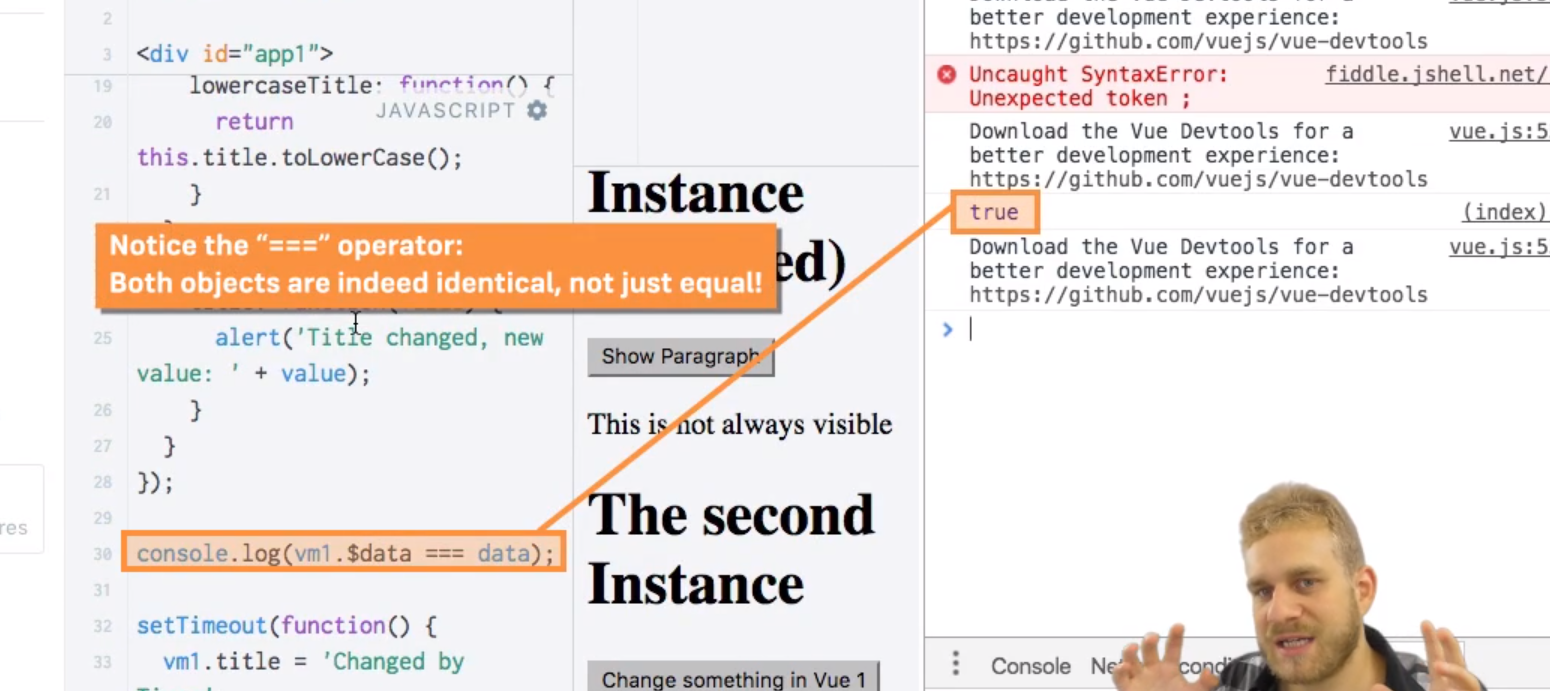 2
3 <div id="app1">
19 lowercaseTitle: function() {
JAVASCRIPT
20 return
this.title.toLowerCase();
21 }
Notice the “===” operator:
Both objects are indeed identical, not just equal!
25 alert('Title changed, new
value: ' + value);
26 }
27 }
28 });
29
30 console.log(vm1.$data === data);
31
32 setTimeout(function() {
33 vm1.title = 'Changed by
res
Instance
ed)
Show Paragraph
This is not always visible
The second
Instance
Change something in Vue 1
better development experience:
https://github.com/vuejs/vue-devtools
Uncaught SyntaxError: fiddle.jshell.net/
Unexpected token ;
Download the Vue Devtools for a vue.js:5
better development experience:
https://github.com/vuejs/vue-devtools
true (index)
Download the Vue Devtools for a vue.js:5
better development experience:
https://github.com/vuejs/vue-devtools
Console